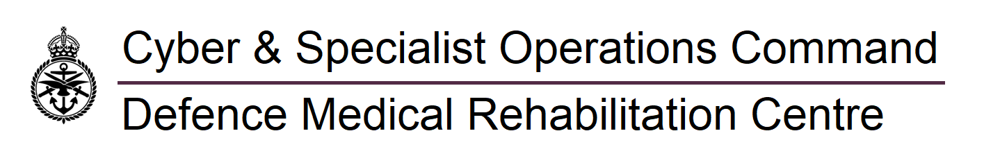 Cyber & Specialist Operations Command
Defence Medical Rehabilitation Centre